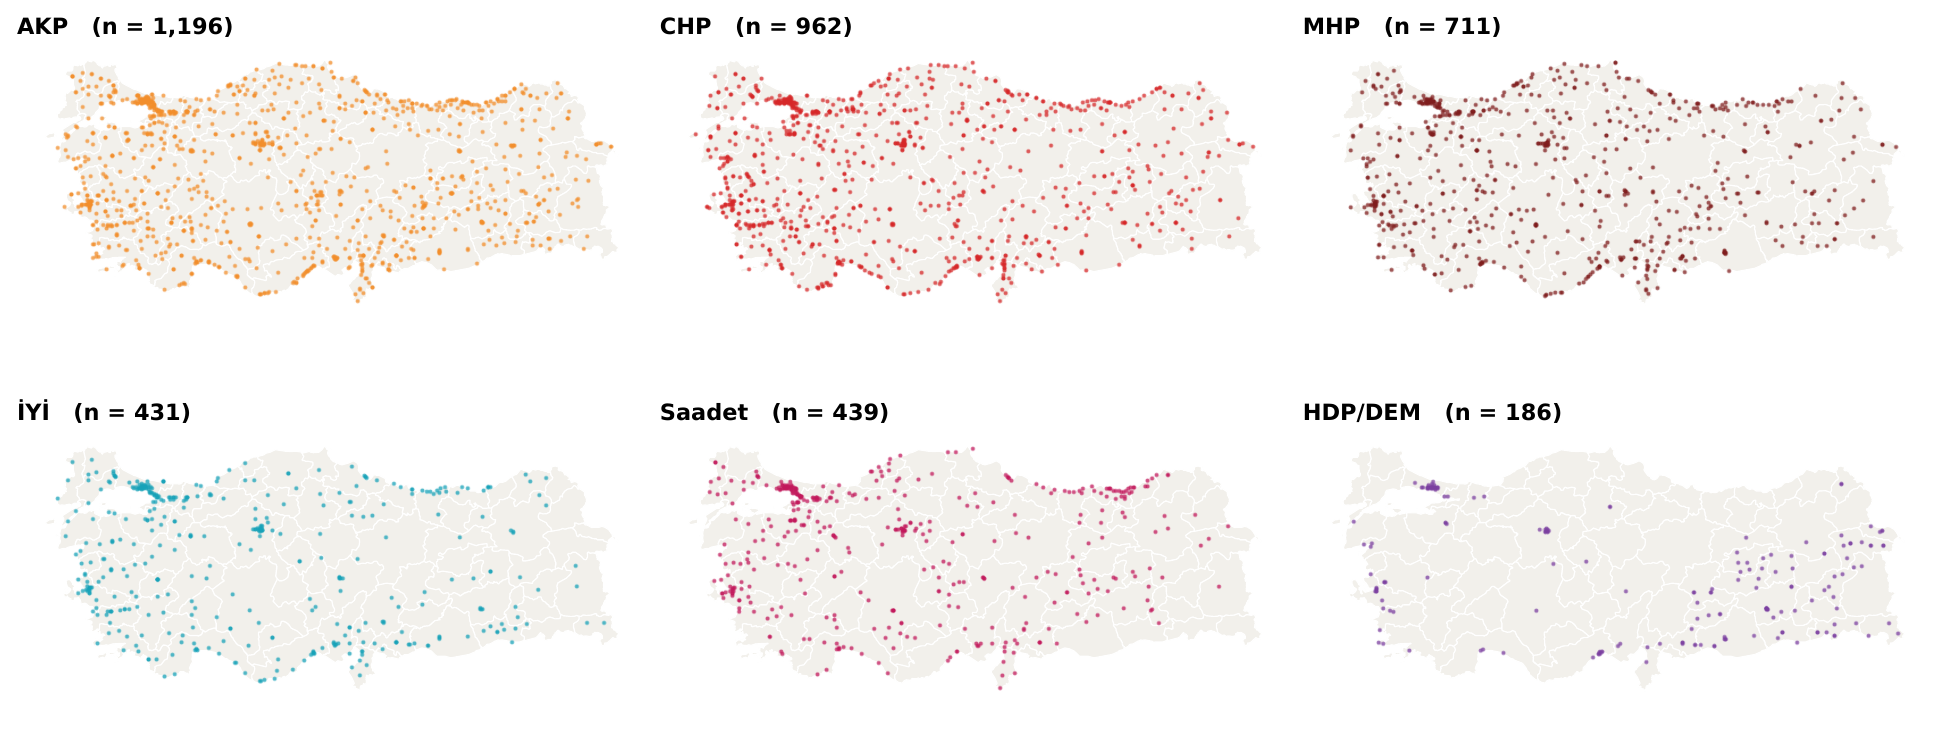 AKP (n = 1,196)
CHP (n = 962)
MHP (n = 711)
İYİ (n = 431)
Saadet (n = 439)
HDP/DEM (n = 186)